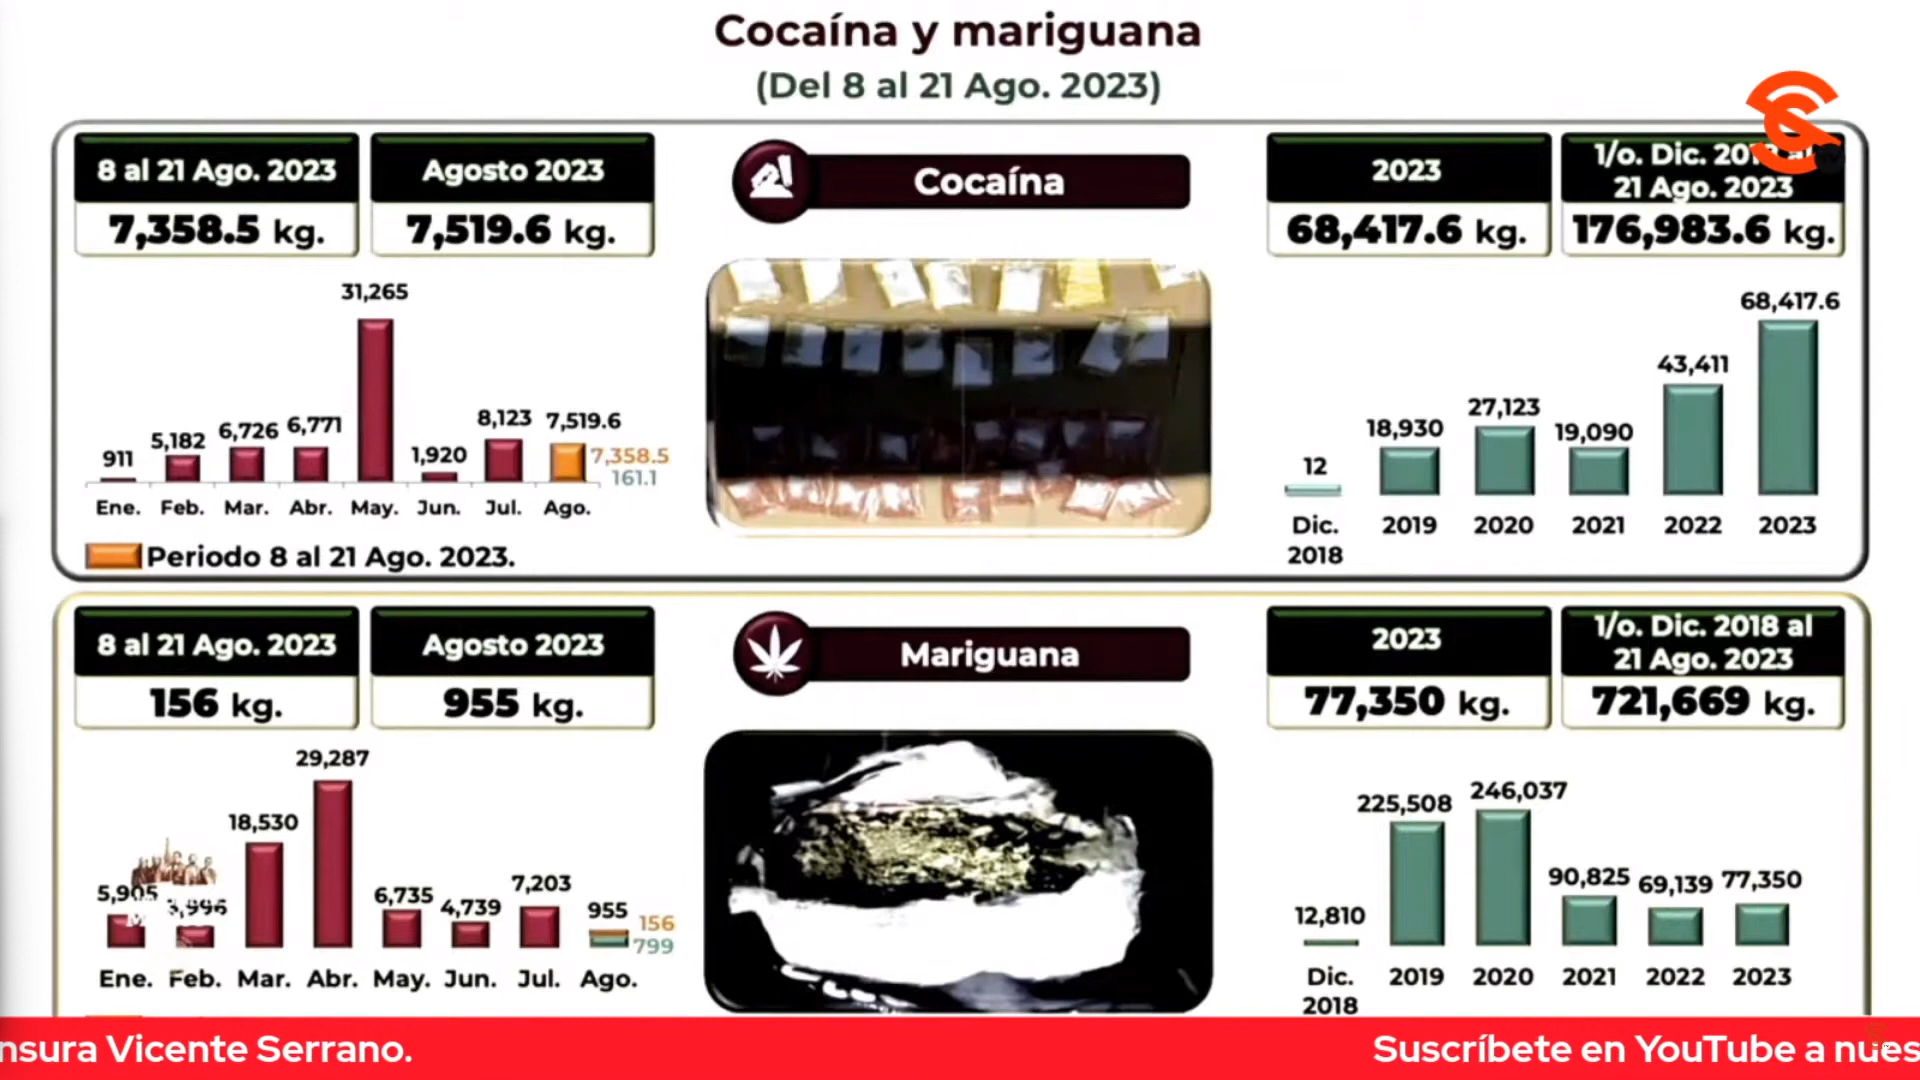 Cocaína y mariguana
(Del 8 al 21 Ago. 2023)
8 al 21 Ago. 2023
7,358.5 kg.
Agosto 2023
7,519.6 kg.
Cocaína
2023
68,417.6 kg.
1/o. Dic. 2018 al
21 Ago. 2023
176,983.6 kg.
31,265
911
5,182
6,726
6,771
1,920
8,123
7,519.6
7,358.5
161.1
Ene. Feb. Mar. Abr. May. Jun. Jul. Ago.
Periodo 8 al 21 Ago. 2023.
12
18,930
27,123
19,090
43,411
68,417.6
Dic. 2019 2020 2021 2022 2023
2018
8 al 21 Ago. 2023
156 kg.
Agosto 2023
955 kg.
Mariguana
2023
77,350 kg.
1/o. Dic. 2018 al
21 Ago. 2023
721,669 kg.
5,905
18,530
29,287
6,735
4,739
7,203
955
156
799
Ene. Feb. Mar. Abr. May. Jun. Jul. Ago.
12,810
225,508
246,037
90,825
69,139
77,350
Dic. 2019 2020 2021 2022 2023
2018
nsura Vicente Serrano.
Suscríbete en YouTube a nues